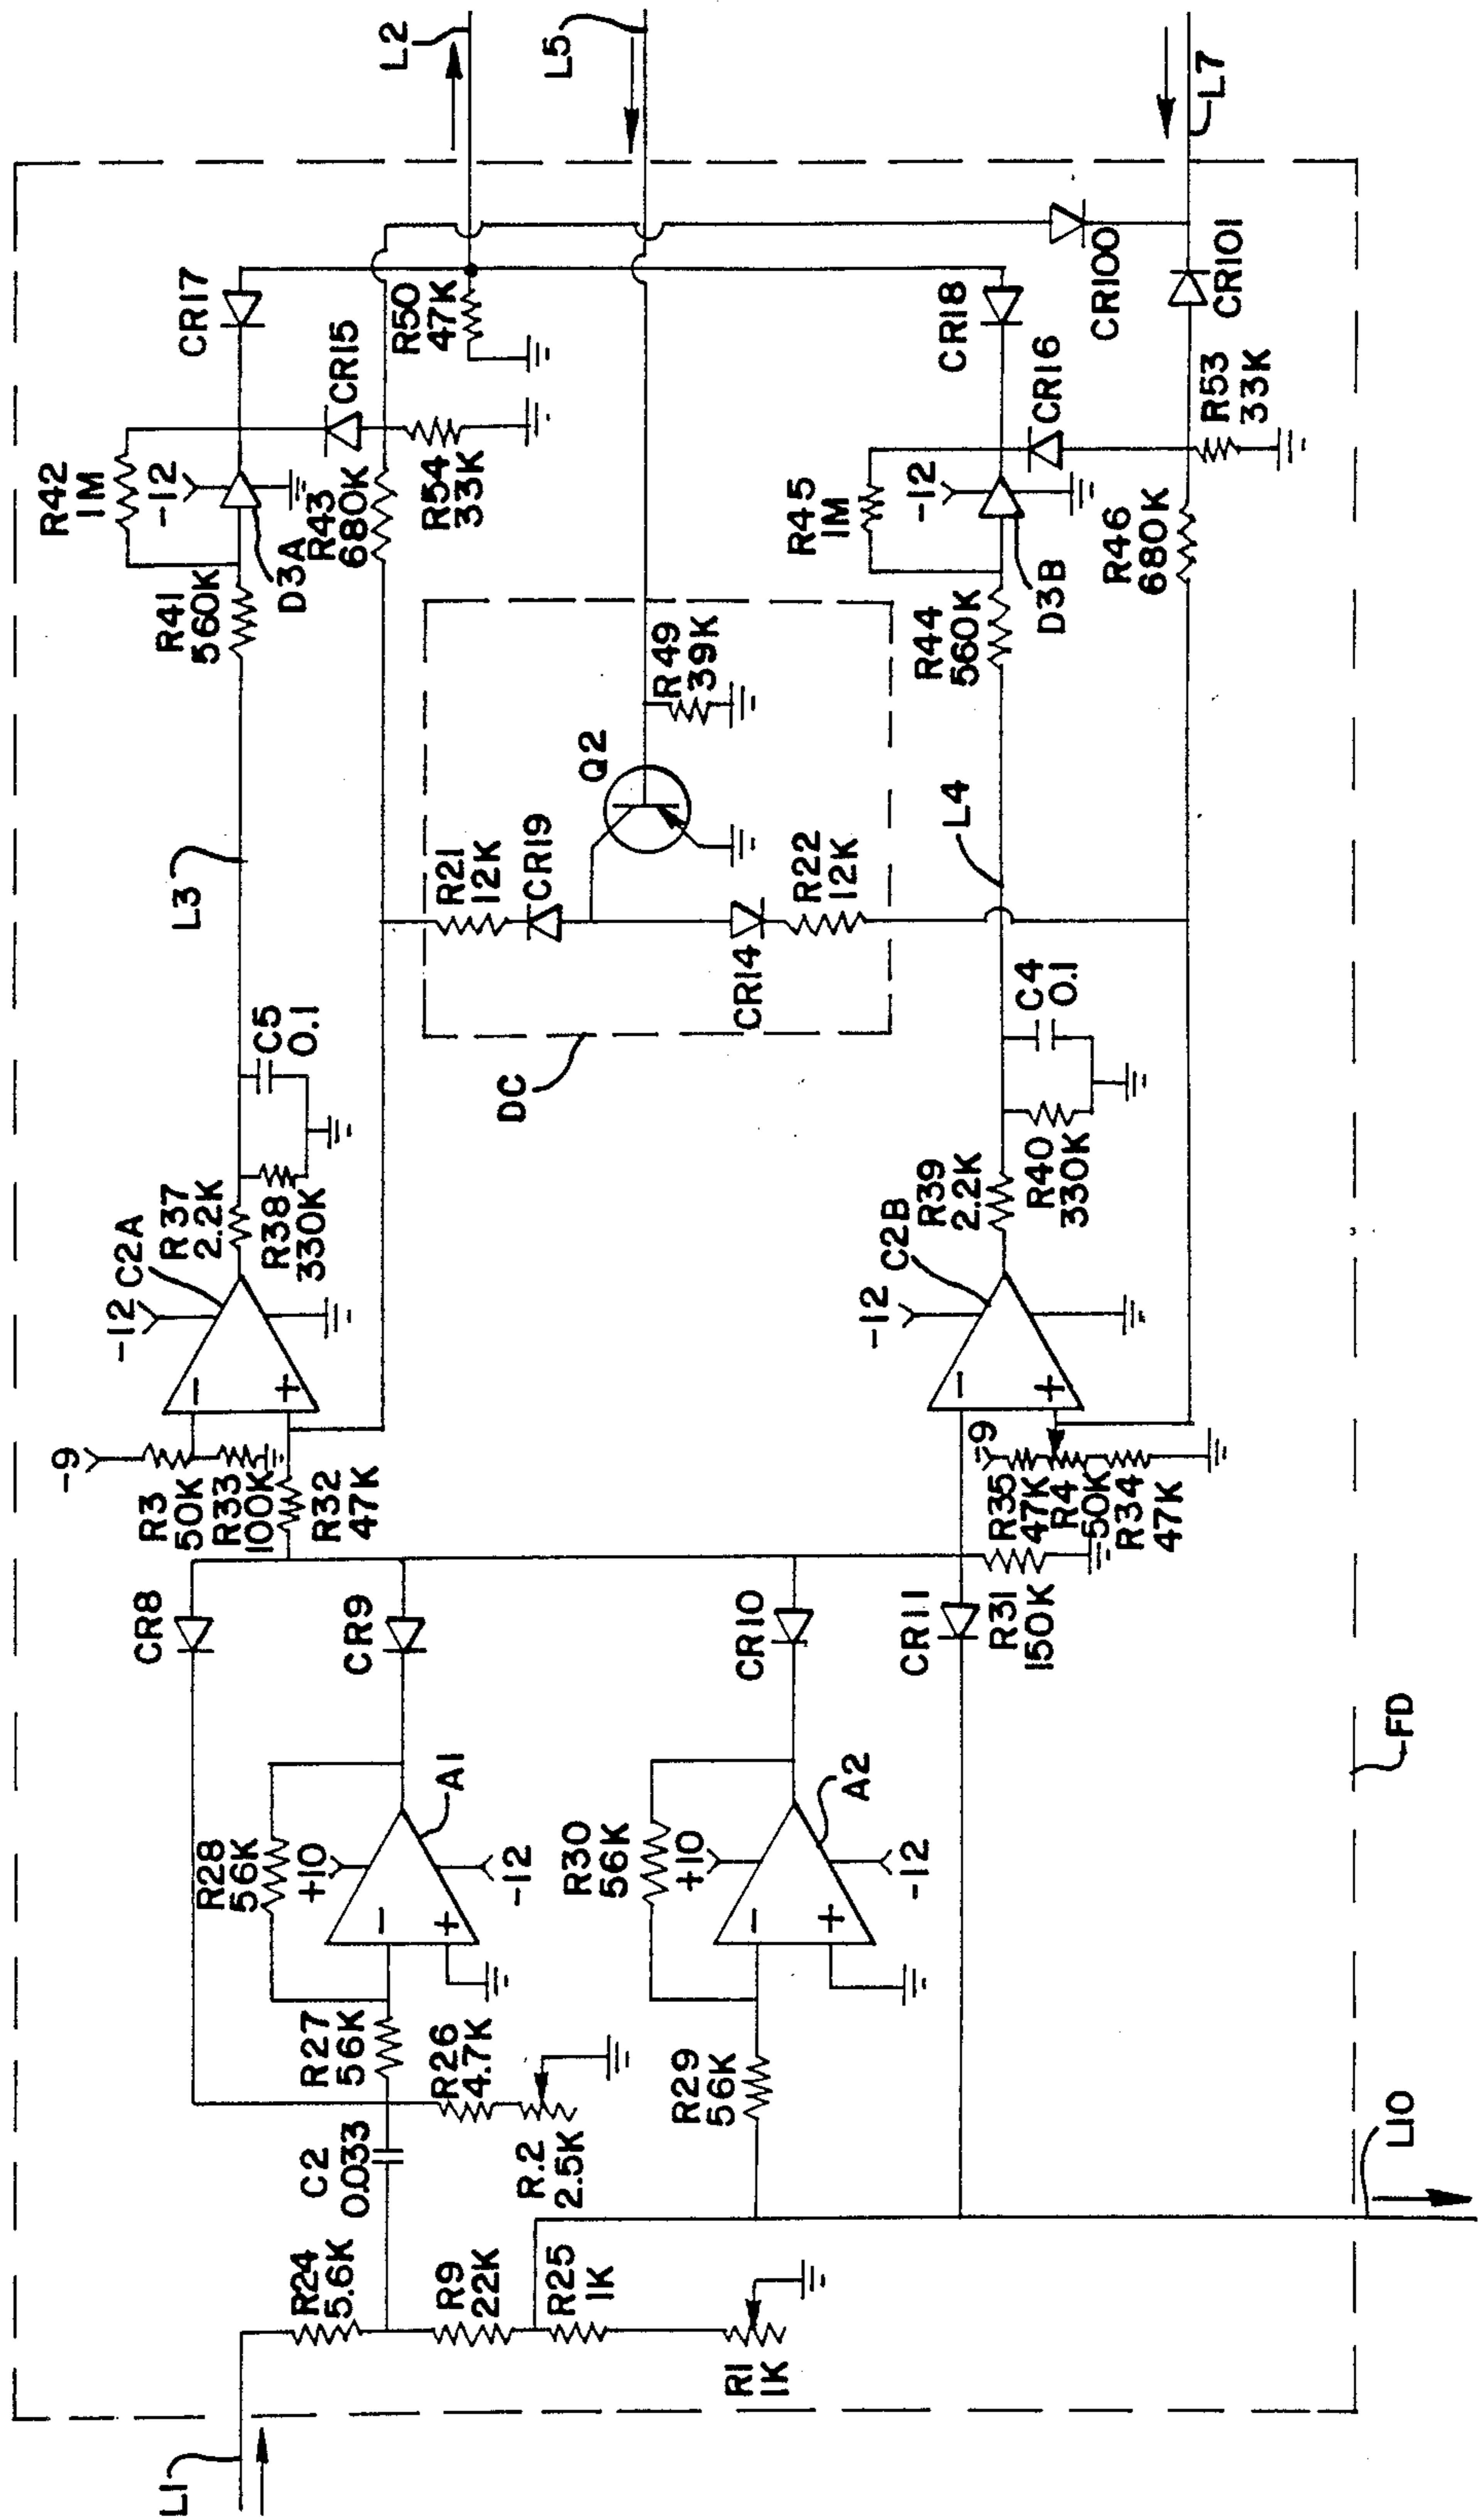 L1
R24
5.6K
R9
22K
R25
1K
R1
1K
C2
0.033
R27
56K
R26
4.7K
R.2
2.5K
R29
56K
L10
R28
56K
+10
−
+
−12
A1
R30
56K
+10
−
+
−12
A2
CR8
CR9
CR10
CR11
R31
150K
FD
-9
R3
50K
R33
100K
R32
47K
-9
R35
47K
R4
50K
R34
47K
-12
C2A
−
+
R37
2.2K
R38
330K
C5
0.1
-12
C2B
−
+
R39
2.2K
R40
330K
C4
0.1
L3
DC
R21
12K
CR19
CR14
R22
12K
Q2
R49
39K
L4
R41
560K
D3A
R42
1M
-12
R43
680K
R54
33K
CR15
CR17
R50
47K
R44
560K
D3B
R45
1M
-12
R46
680K
CR16
CR18
R53
33K
CR100
CR101
L2
L5
L7